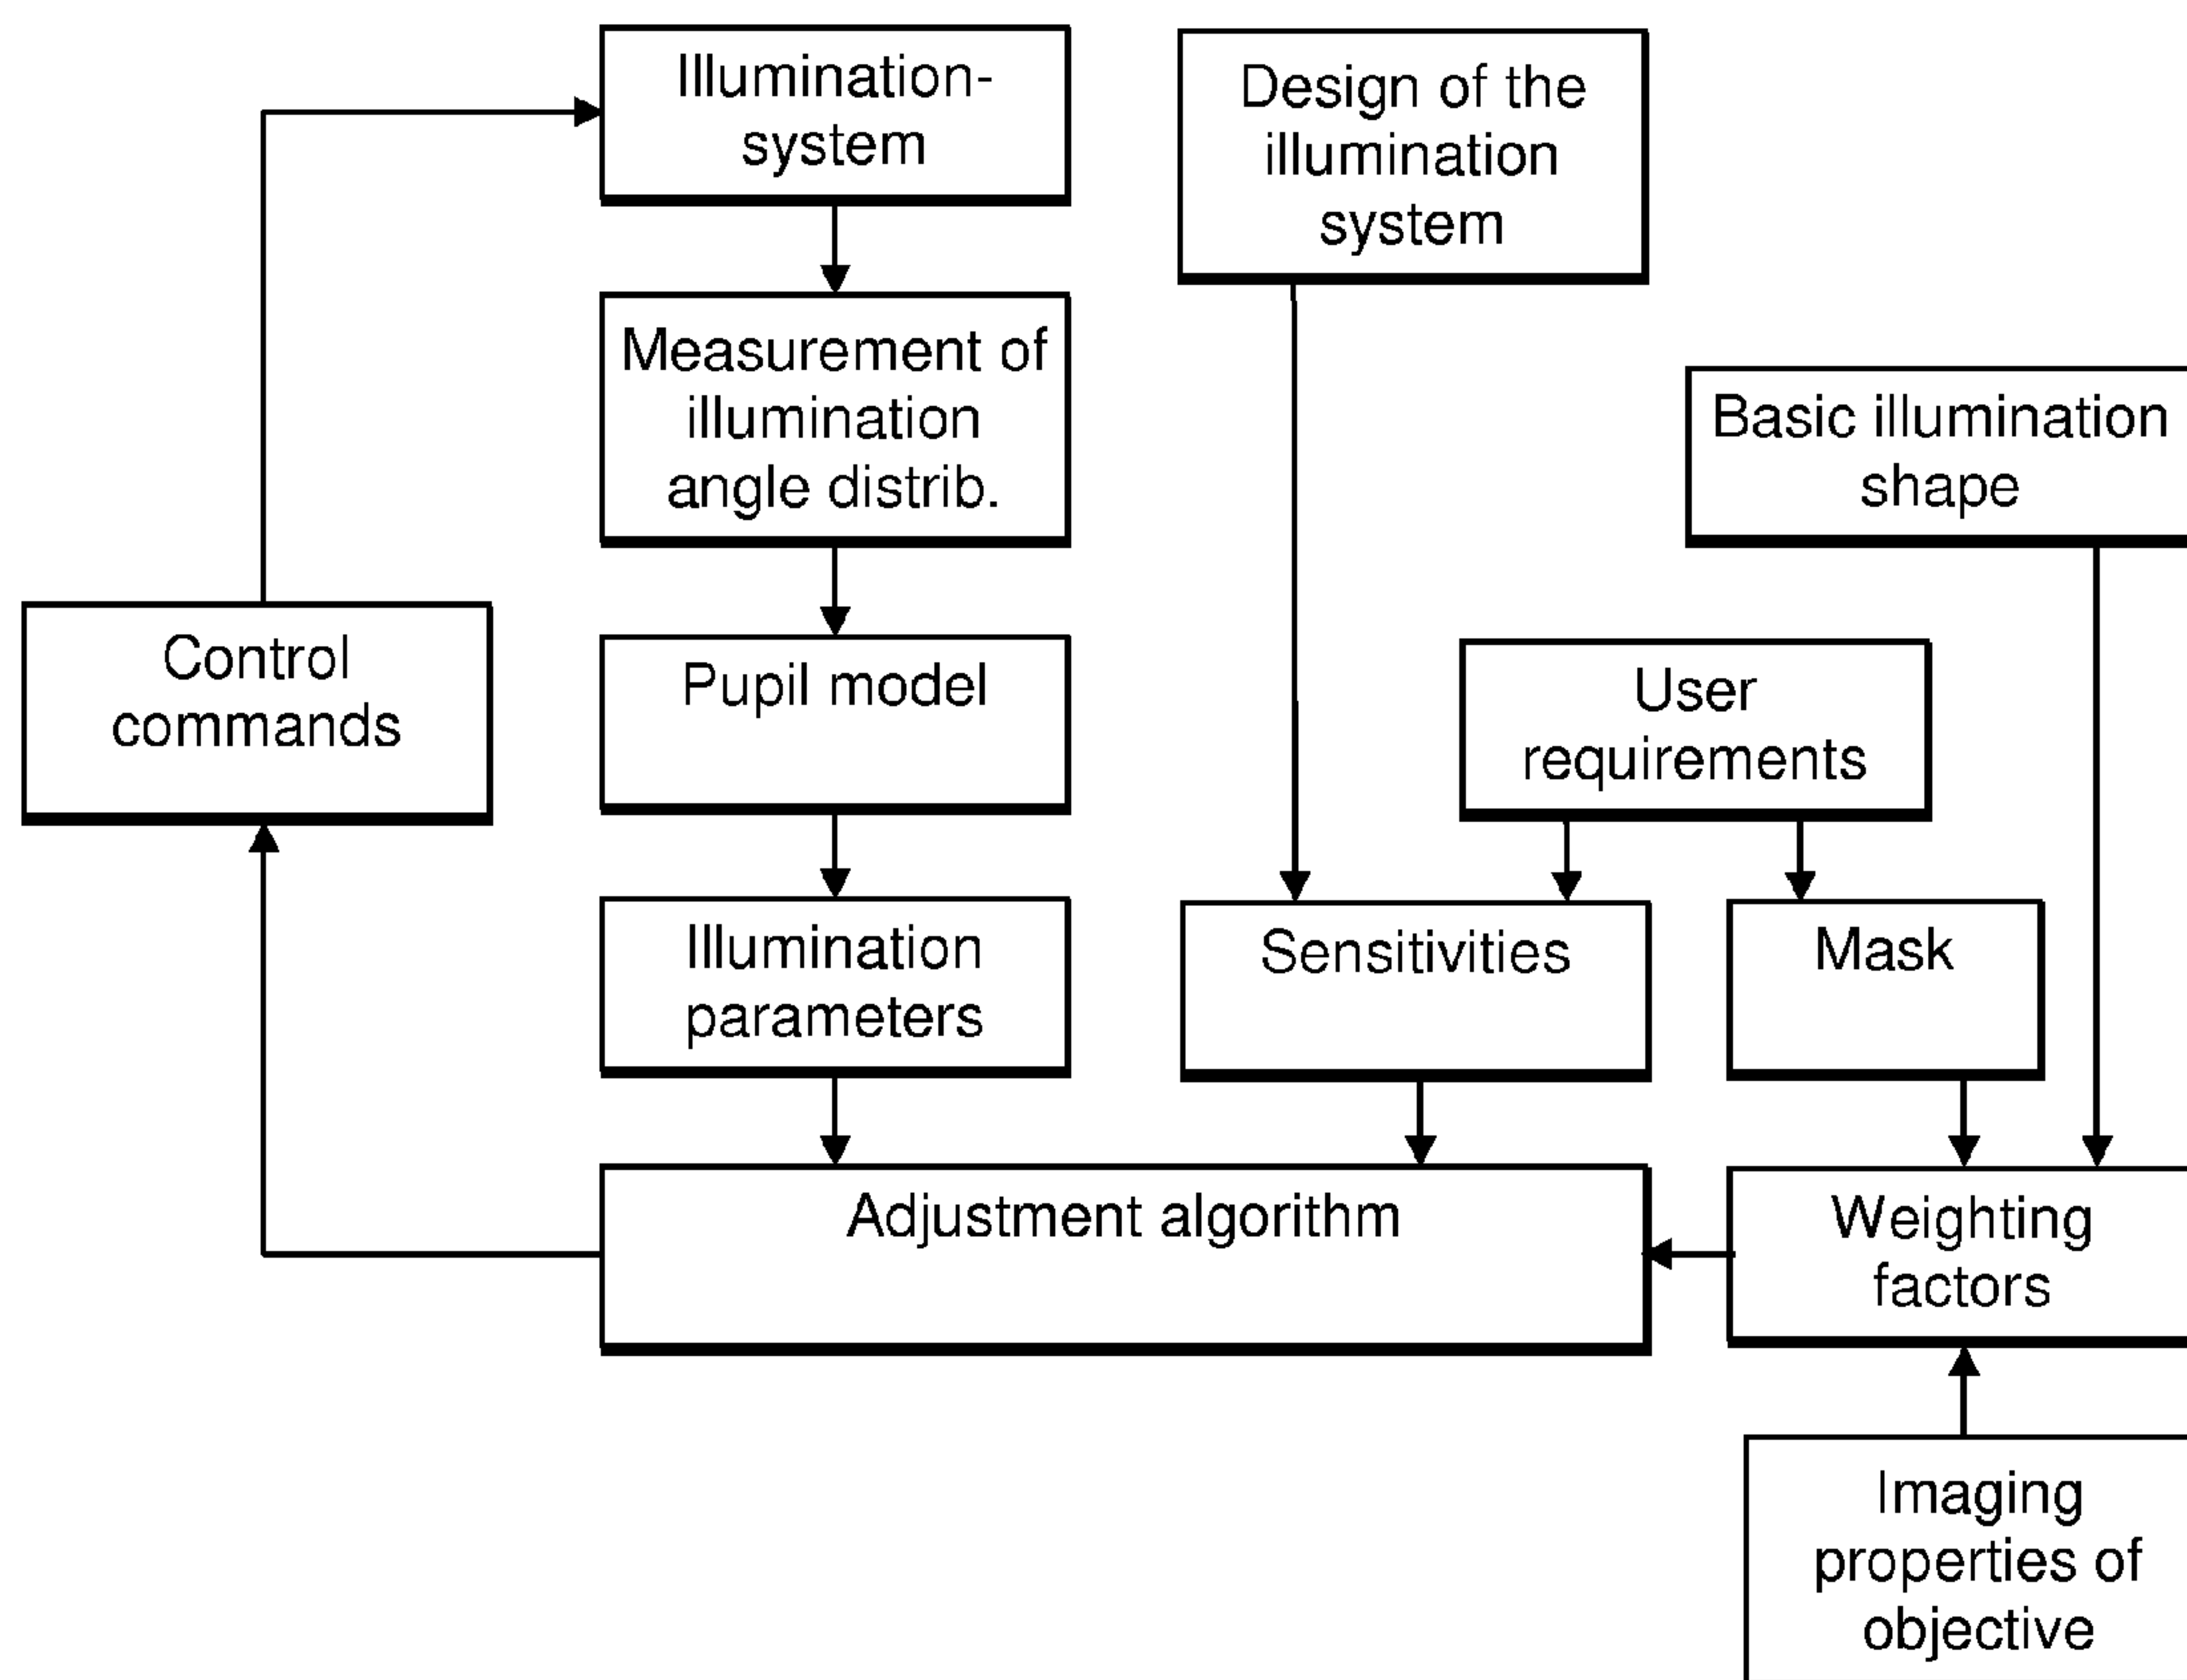 Illumination-
system
Design of the
illumination
system
Measurement of
illumination
angle distrib.
Basic illumination
shape
Control
commands
Pupil model
User
requirements
Illumination
parameters
Sensitivities
Mask
Adjustment algorithm
Weighting
factors
Imaging
properties of
objective